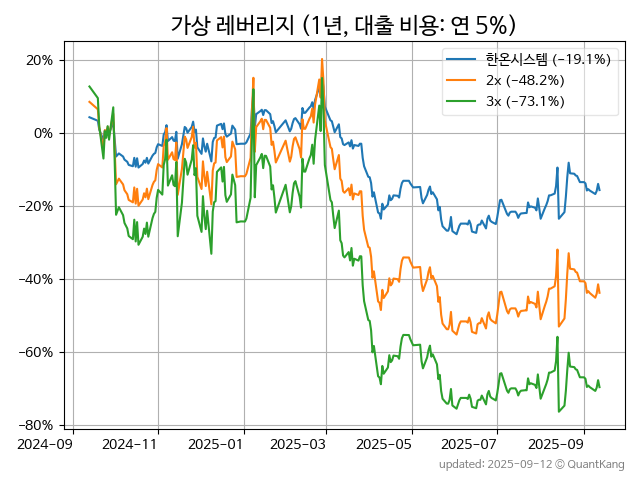 가상 레버리지 (1년, 대출 비용: 연 5%)
한온시스템 (−19.1%)
2x (−48.2%)
3x (−73.1%)
20%
0%
−20%
−40%
−60%
−80%
2024-09 2024-11 2025-01 2025-03 2025-05 2025-07 2025-09
updated: 2025-09-12 © QuantKang